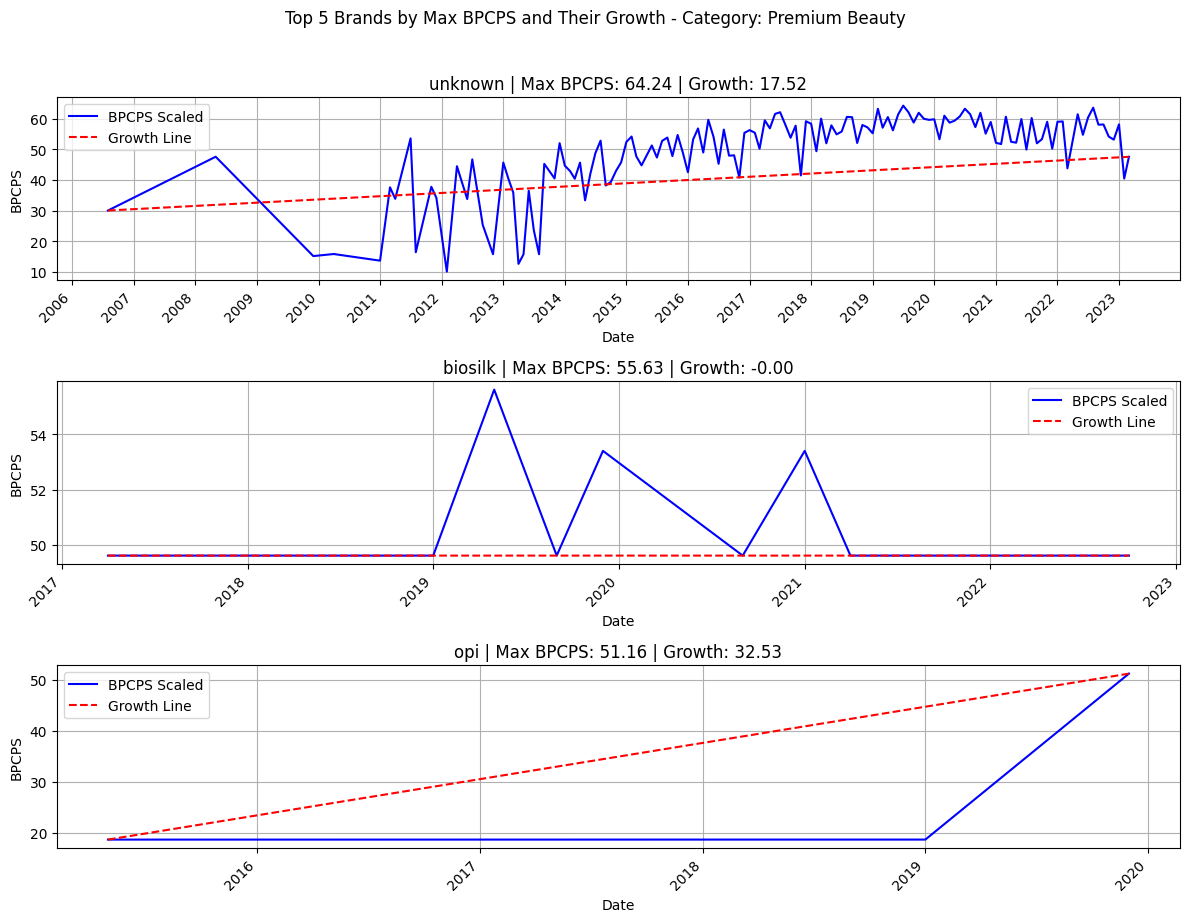 Top 5 Brands by Max BPCPS and Their Growth - Category: Premium Beauty
unknown | Max BPCPS: 64.24 | Growth: 17.52
BPCPS Scaled
Growth Line
BPCPS
60
50
40
30
20
10
2006 2007 2008 2009 2010 2011 2012 2013 2014 2015 2016 2017 2018 2019 2020 2021 2022 2023
Date
biosilk | Max BPCPS: 55.63 | Growth: -0.00
BPCPS Scaled
Growth Line
BPCPS
54
52
50
2017 2018 2019 2020 2021 2022 2023
Date
opi | Max BPCPS: 51.16 | Growth: 32.53
BPCPS Scaled
Growth Line
BPCPS
50
40
30
20
2016 2017 2018 2019 2020
Date